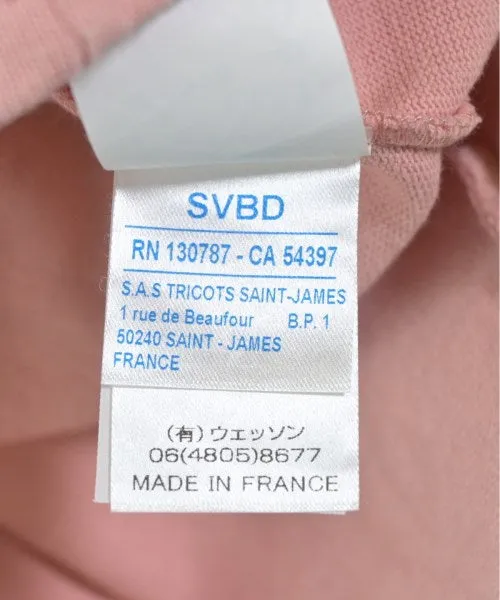 SVBD
RN 130787 - CA 54397
S.A.S TRICOTS SAINT-JAMES
1 rue de Beaufour B.P. 1
50240 SAINT - JAMES
FRANCE
(有)ウェッソン
06(4805)8677
MADE IN FRANCE